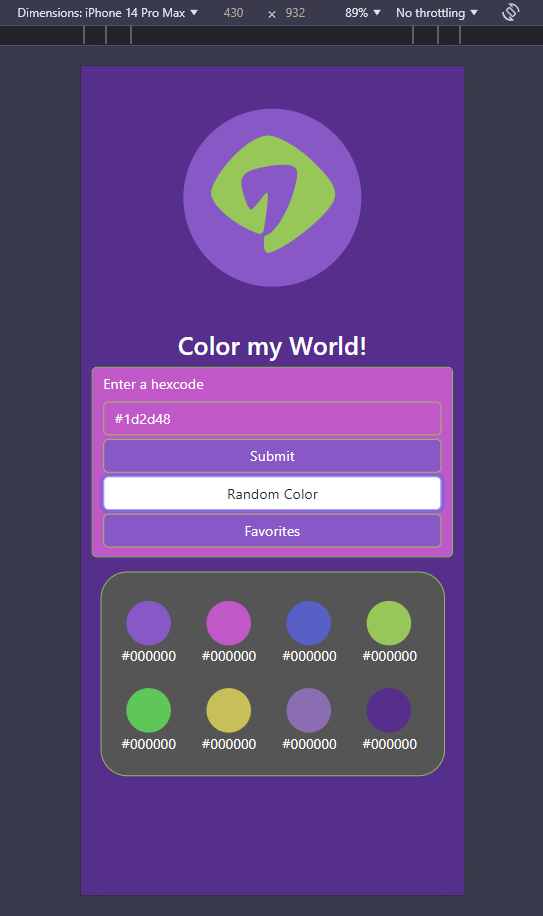 Dimensions: iPhone 14 Pro Max ▼ 430 × 932 89% ▼ No throttling ▼
Color my World!
Enter a hexcode
#1d2d48
Submit
Random Color
Favorites
#000000 #000000 #000000 #000000
#000000 #000000 #000000 #000000